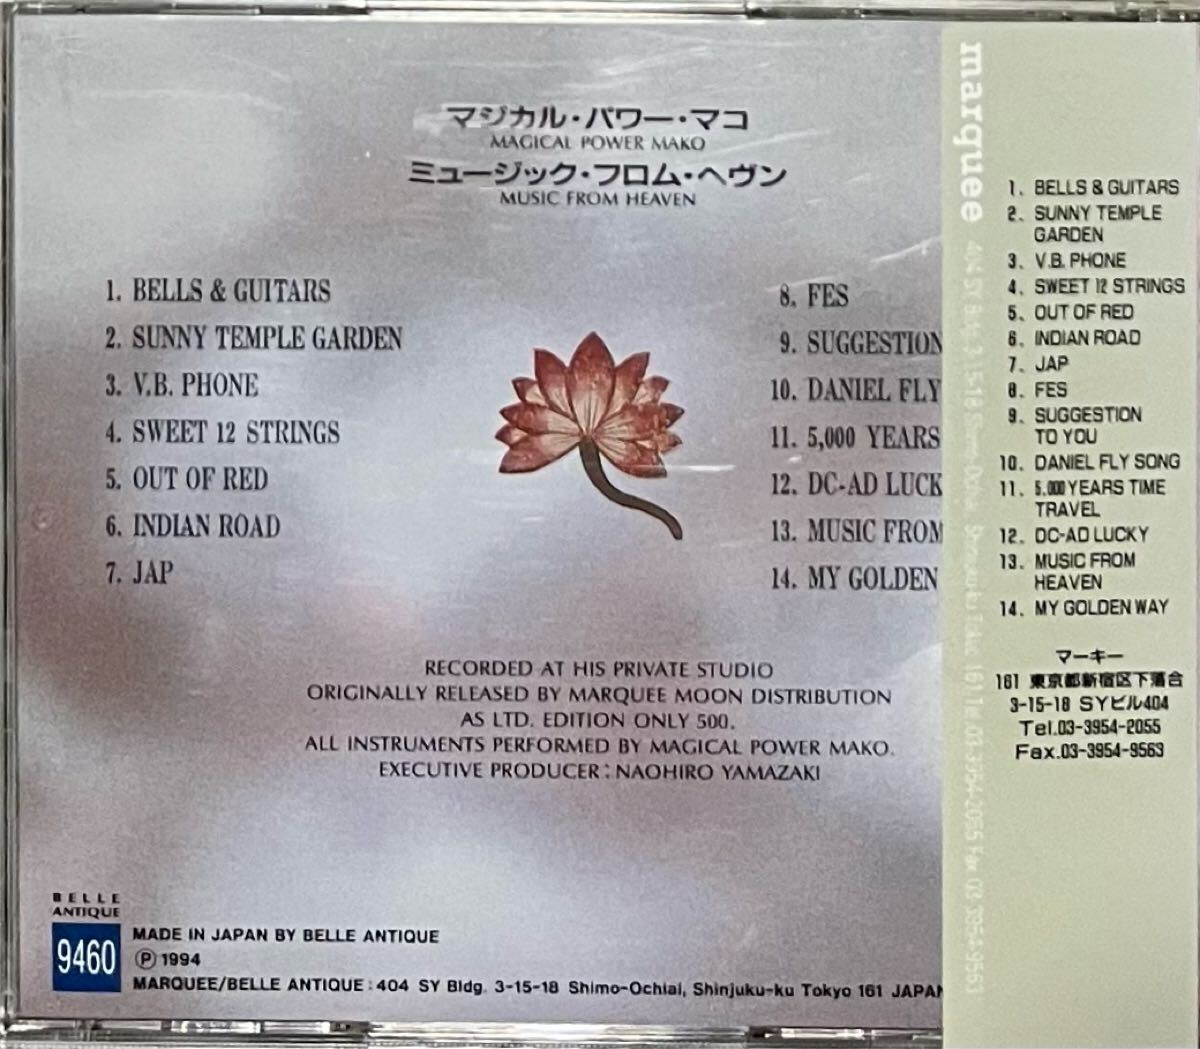 マジカル・パワー・マコ
MAGICAL POWER MAKO
ミュージック・フロム・ヘヴン
MUSIC FROM HEAVEN
1. BELLS & GUITARS
2. SUNNY TEMPLE GARDEN
3. V.B. PHONE
4. SWEET 12 STRINGS
5. OUT OF RED
6. INDIAN ROAD
7. JAP
8. FES
9. SUGGESTION
10. DANIEL FLY
11. 5,000 YEARS
12. DC-AD LUCK
13. MUSIC FROM
14. MY GOLDEN
RECORDED AT HIS PRIVATE STUDIO
ORIGINALLY RELEASED BY MARQUEE MOON DISTRIBUTION
AS LTD. EDITION ONLY 500.
ALL INSTRUMENTS PERFORMED BY MAGICAL POWER MAKO.
EXECUTIVE PRODUCER: NAOHIRO YAMAZAKI
BELLE
ANTIQUE
9460
MADE IN JAPAN BY BELLE ANTIQUE
Ⓟ 1994
MARQUEE/BELLE ANTIQUE: 404 SY Bldg. 3-15-18 Shimo-Ochiai, Shinjuku-ku Tokyo 161 JAPAN
marquee
1. BELLS & GUITARS
2. SUNNY TEMPLE
GARDEN
3. V.B. PHONE
4. SWEET 12 STRINGS
5. OUT OF RED
6. INDIAN ROAD
7. JAP
8. FES
9. SUGGESTION
TO YOU
10. DANIEL FLY SONG
11. 5.000 YEARS TIME
TRAVEL
12. DC-AD LUCKY
13. MUSIC FROM
HEAVEN
14. MY GOLDEN WAY
マーキー
161 東京都新宿区下落合
3-15-18 SYビル404
Tel.03-3954-2055
Fax.03-3954-9563